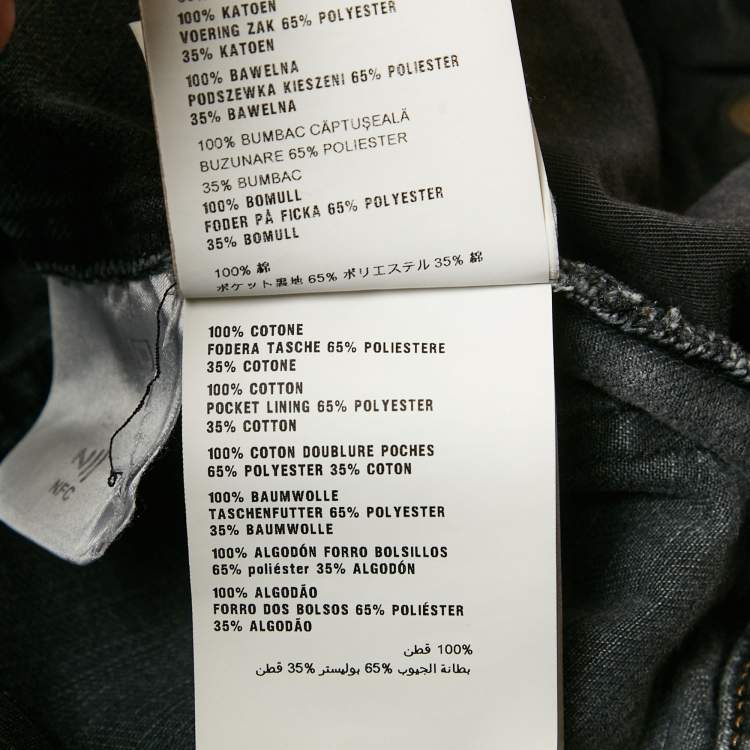 100% KATOEN
VOERING ZAK 65% POLYESTER
35% KATOEN
100% BAWELNA
PODSZEWKA KIESZENI 65% POLIESTER
35% BAWELNA
100% BUMBAC CĂPTUŞEALĂ
BUZUNARE 65% POLIESTER
35% BUMBAC
100% BOMULL
FODER PÅ FICKA 65% POLYESTER
35% BOMULL
100% 綿
ポケット裏地 65% ポリエステル 35% 綿
100% COTONE
FODERA TASCHE 65% POLIESTERE
35% COTONE
100% COTTON
POCKET LINING 65% POLYESTER
35% COTTON
100% COTON DOUBLURE POCHES
65% POLYESTER 35% COTON
100% BAUMWOLLE
TASCHENFUTTER 65% POLYESTER
35% BAUMWOLLE
100% ALGODÓN FORRO BOLSILLOS
65% poliéster 35% ALGODÓN
100% ALGODÃO
FORRO DOS BOLSOS 65% POLIÉSTER
35% ALGODÃO
100% قطن
بطانة الجيوب 65% بوليستر 35% قطن
NFC